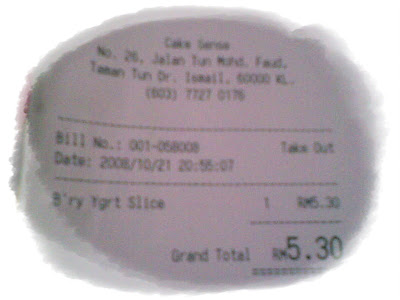 Cake Sense
No. 26, Jalan Tun Mohd. Faud,
Taman Tun Dr. Ismail, 60000 KL.
(603) 7727 0176
Bill No.: 001-058008 Take Out
Date: 2008/10/21 20:55:07
B'ry Ygrt Slice 1 RM5.30
Grand Total RM5.30